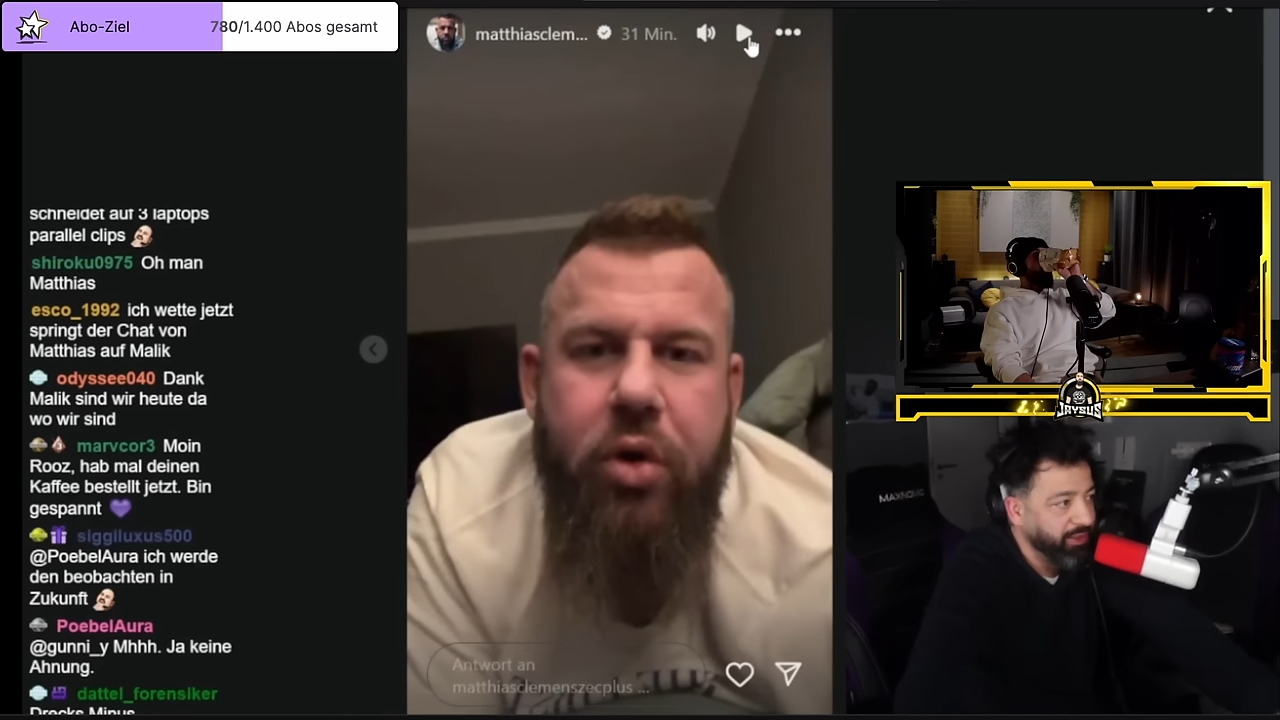 Abo-Ziel
780/1.400 Abos gesamt
matthiasclem... 31 Min.
schneidet auf 3 laptops
parallel clips
shiroku0975 Oh man
Matthias
esco_1992 ich wette jetzt
springt der Chat von
Matthias auf Malik
odyssee040 Dank
Malik sind wir heute da
wo wir sind
marvcor3 Moin
Rooz, hab mal deinen
Kaffee bestellt jetzt. Bin
gespannt
siggiluxus500
@PoebelAura ich werde
den beobachten in
Zukunft
PoebelAura
@gunni_y Mhhh. Ja keine
Ahnung.
dattel_forensiker
Drecks Minus
Antwort an
matthiasclemenszecplus ...
JAYSUS